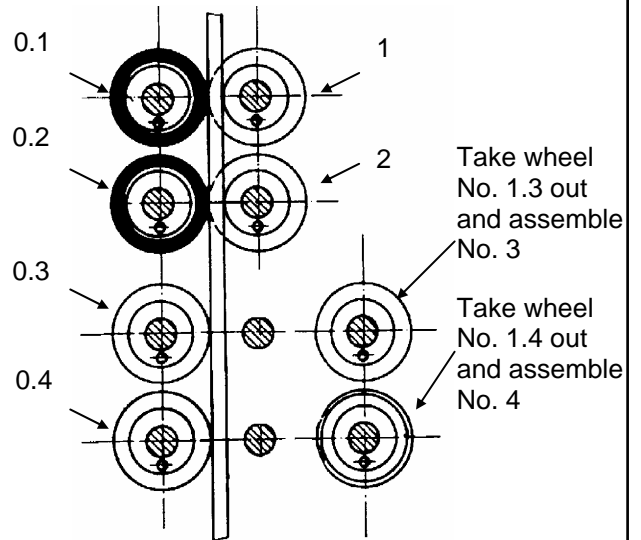 0.1
1
0.2
2
Take wheel
No. 1.3 out
and assemble
No. 3
0.3
Take wheel
No. 1.4 out
and assemble
No. 4
0.4